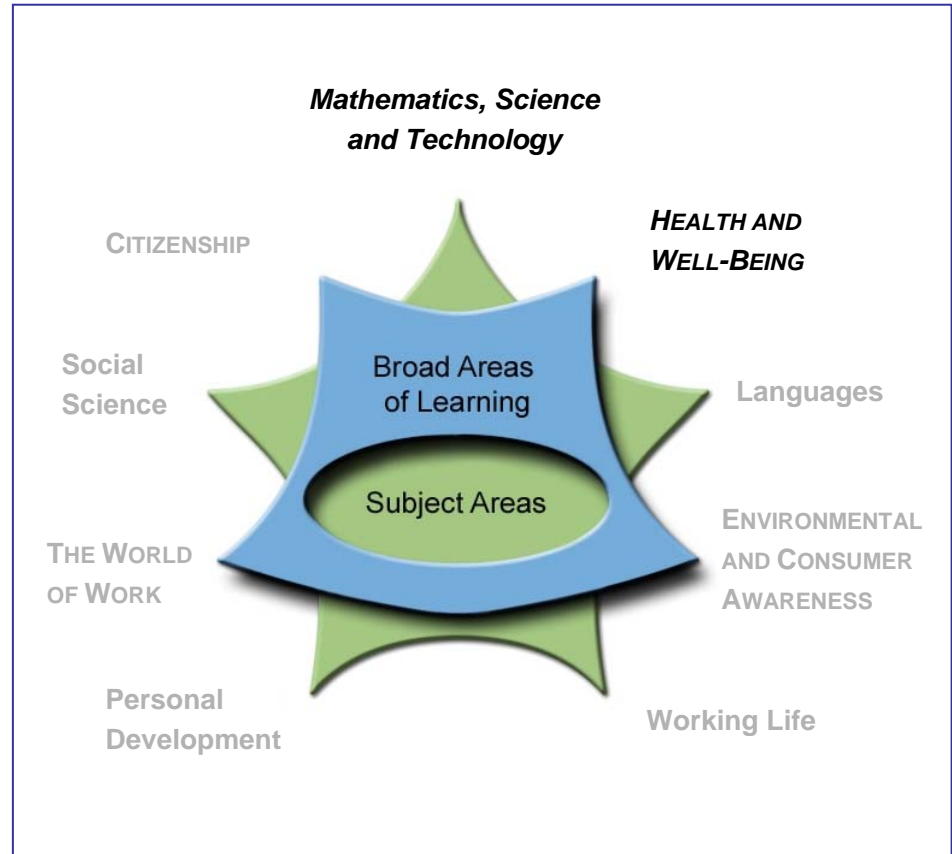 Mathematics, Science
and Technology
HEALTH AND
WELL-BEING
CITIZENSHIP
Broad Areas
of Learning
Social
Science
Languages
Subject Areas
ENVIRONMENTAL
AND CONSUMER
AWARENESS
THE WORLD
OF WORK
Personal
Development
Working Life